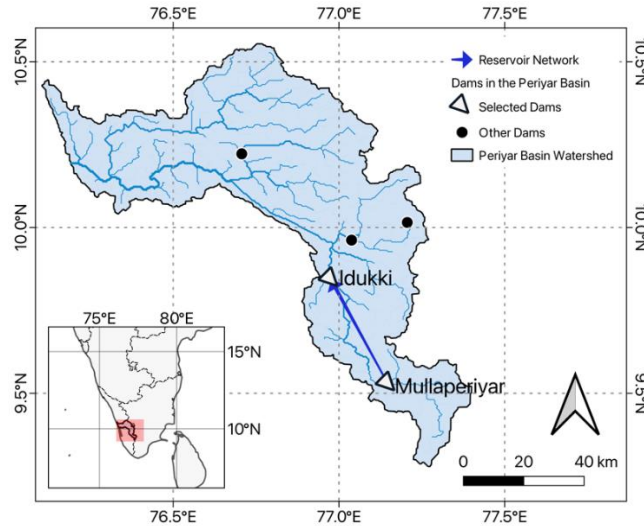 76.5°E 77.0°E 77.5°E
10.5°N 10.5°N
Reservoir Network
Dams in the Periyar Basin
Selected Dams
Other Dams
Periyar Basin Watershed
10.0°N 10.0°N
Idukki
75°E 80°E
15°N
Mullaperiyar
9.5°N 9.5°N
10°N
0 20 40 km
76.5°E 77.0°E 77.5°E